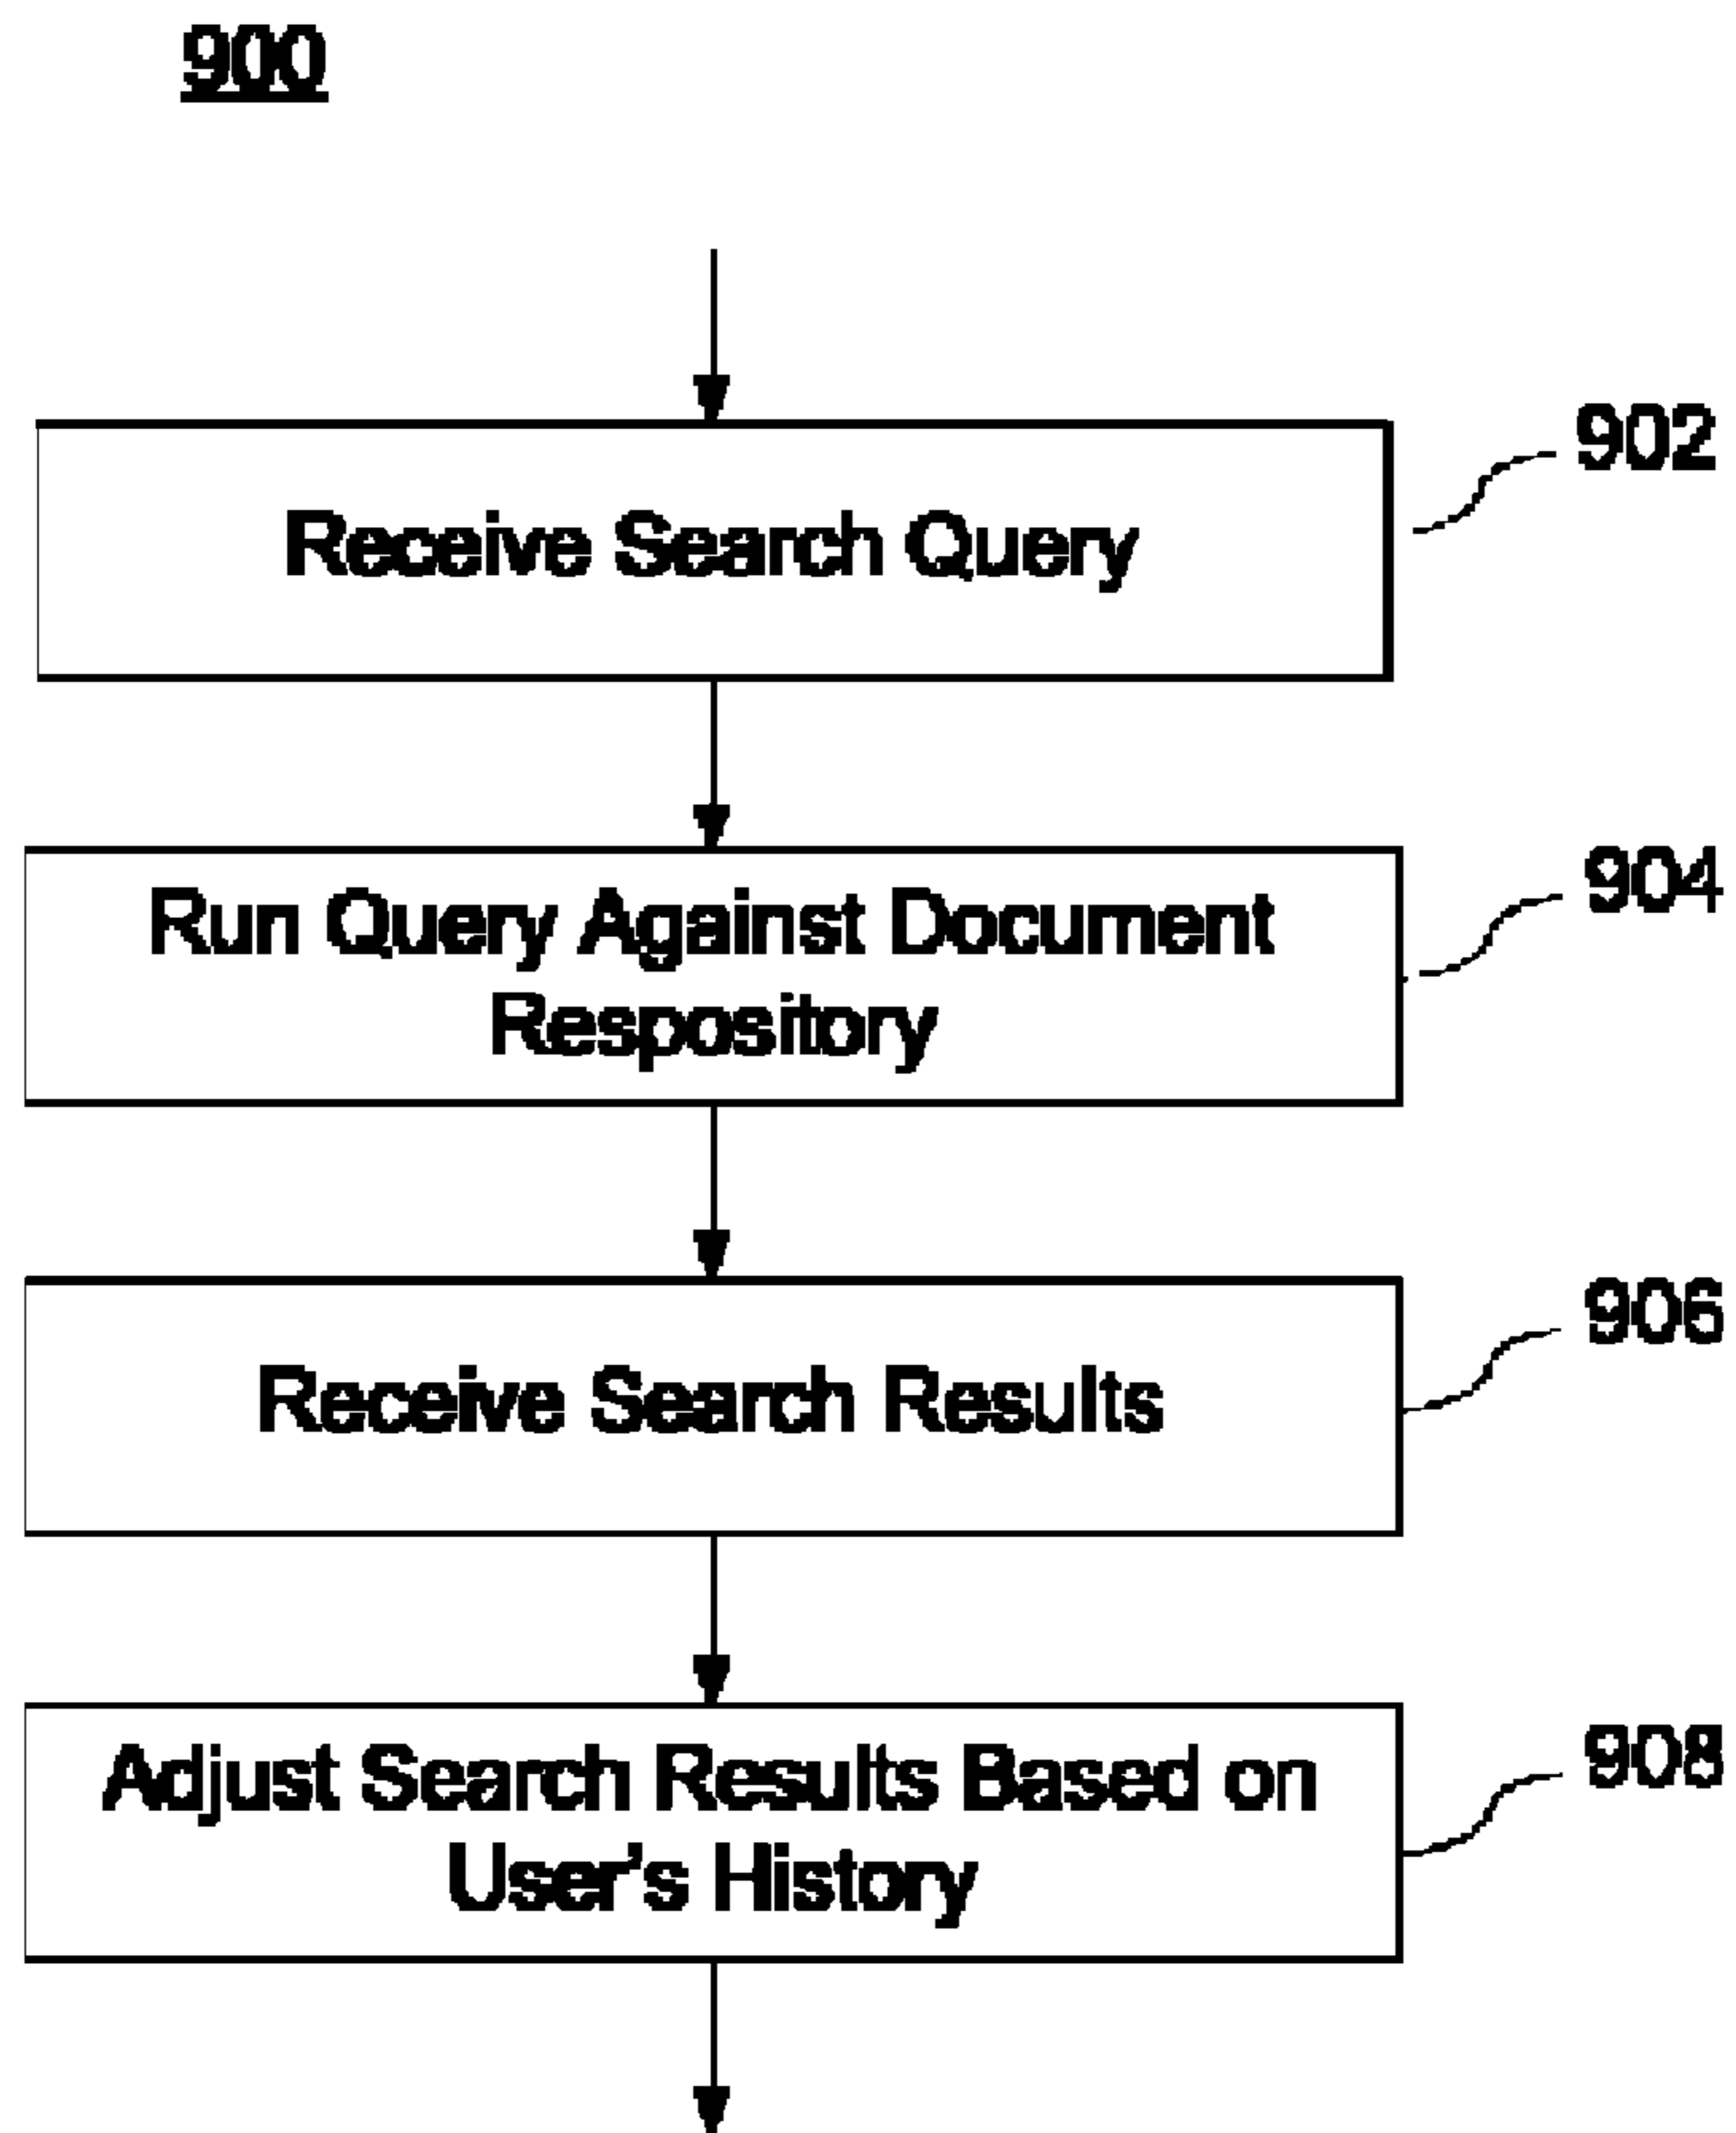 900
Receive Search Query
902
Run Query Against Document
Respository
904
Receive Search Results
906
Adjust Search Results Based on
User's History
908